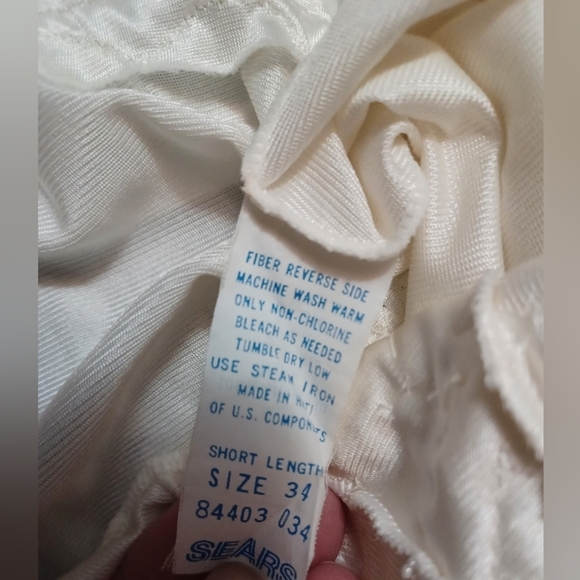 FIBER REVERSE SIDE
MACHINE WASH WARM
ONLY NON-CHLORINE
BLEACH AS NEEDED
TUMBLE DRY LOW
USE STEAM IRON
MADE IN HAITI
OF U.S. COMPONENTS
SHORT LENGTH
SIZE 34
84403 034
SEARS